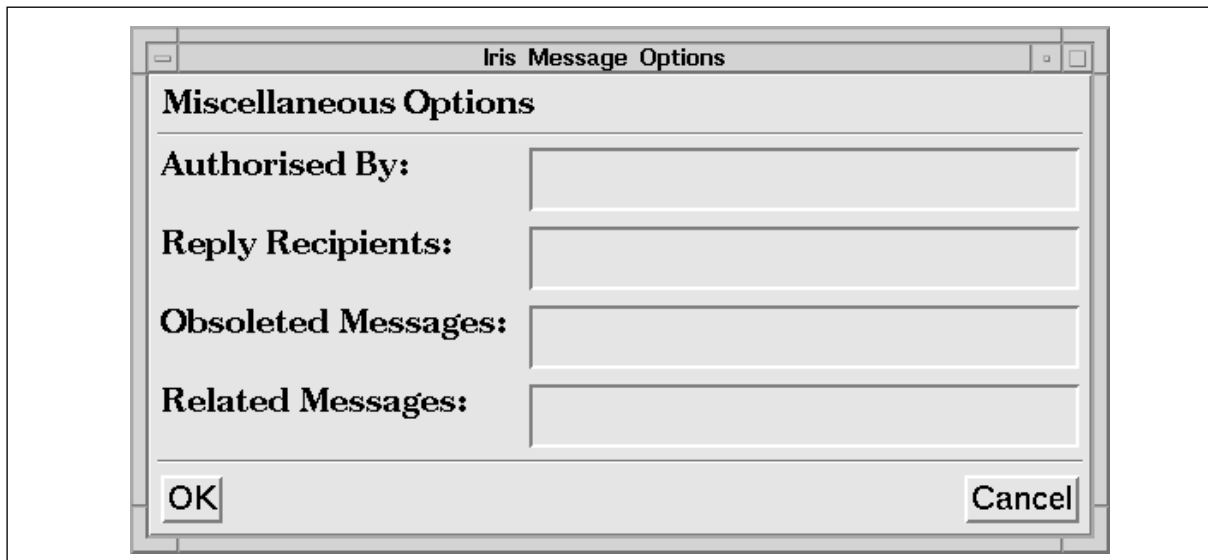 Iris Message Options
Miscellaneous Options
Authorised By:
Reply Recipients:
Obsoleted Messages:
Related Messages:
OK Cancel